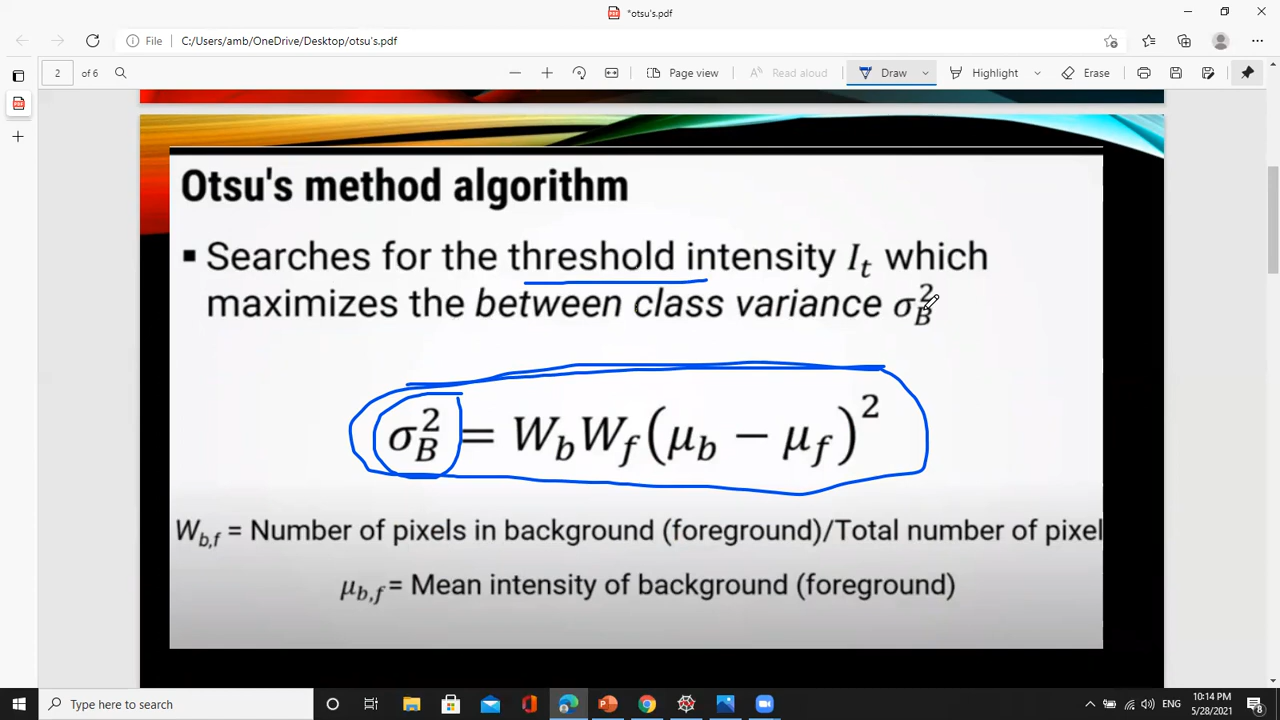 *otsu's.pdf
File C:/Users/amb/OneDrive/Desktop/otsu's.pdf
2 of 6 Page view Read aloud Draw Highlight Erase
Otsu's method algorithm
Searches for the threshold intensity I_t which
maximizes the between class variance σ_B^2
σ_B^2 = W_b W_f (μ_b − μ_f)^2
W_b,f = Number of pixels in background (foreground)/Total number of pixel
μ_b,f = Mean intensity of background (foreground)
Type here to search
10:14 PM
5/28/2021
8